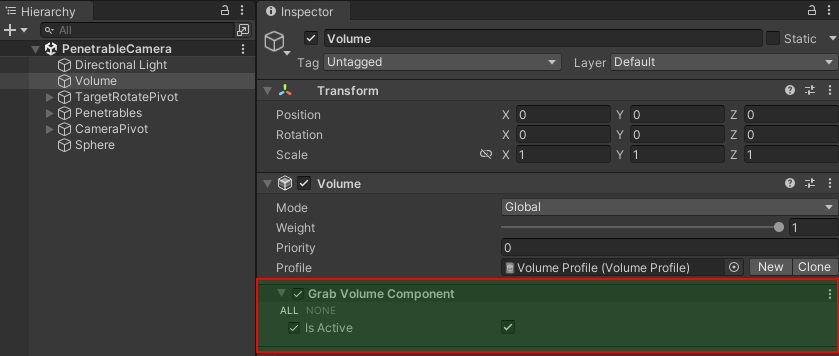 Hierarchy
All
PenetrableCamera
Directional Light
Volume
TargetRotatePivot
Penetrables
CameraPivot
Sphere
Inspector
Volume Static
Tag Untagged Layer Default
Transform
Position X 0 Y 0 Z 0
Rotation X 0 Y 0 Z 0
Scale X 1 Y 1 Z 1
Volume
Mode Global
Weight 1
Priority 0
Profile Volume Profile (Volume Profile) New Clone
Grab Volume Component
ALL NONE
Is Active